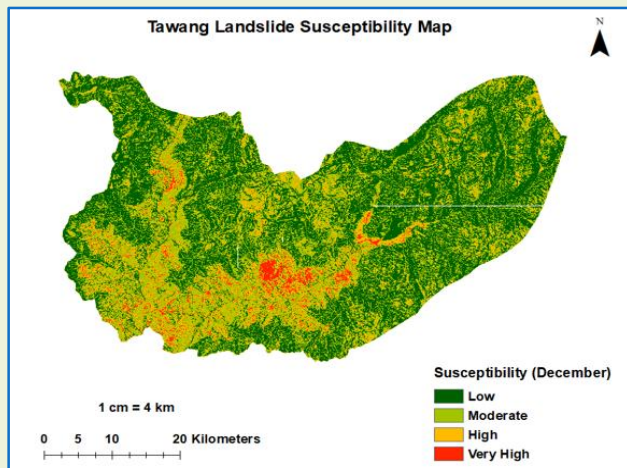 Tawang Landslide Susceptibility Map
N
Susceptibility (December)
Low
Moderate
High
Very High
1 cm = 4 km
0 5 10 20 Kilometers